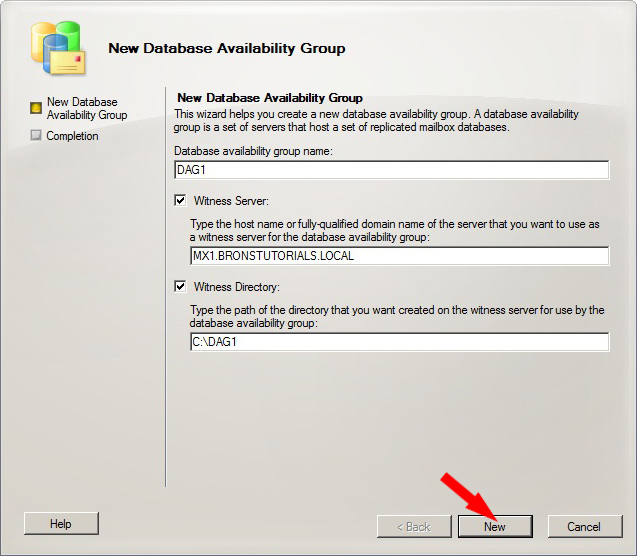 New Database Availability Group
New Database
Availability Group
Completion
New Database Availability Group
This wizard helps you create a new database availability group. A database availability
group is a set of servers that host a set of replicated mailbox databases.
Database availability group name:
DAG1
Witness Server:
Type the host name or fully-qualified domain name of the server that you want to use as
a witness server for the database availability group:
MX1.BRONSTUTORIALS.LOCAL
Witness Directory:
Type the path of the directory that you want created on the witness server for use by the
database availability group:
C:\DAG1
Help
< Back
New
Cancel